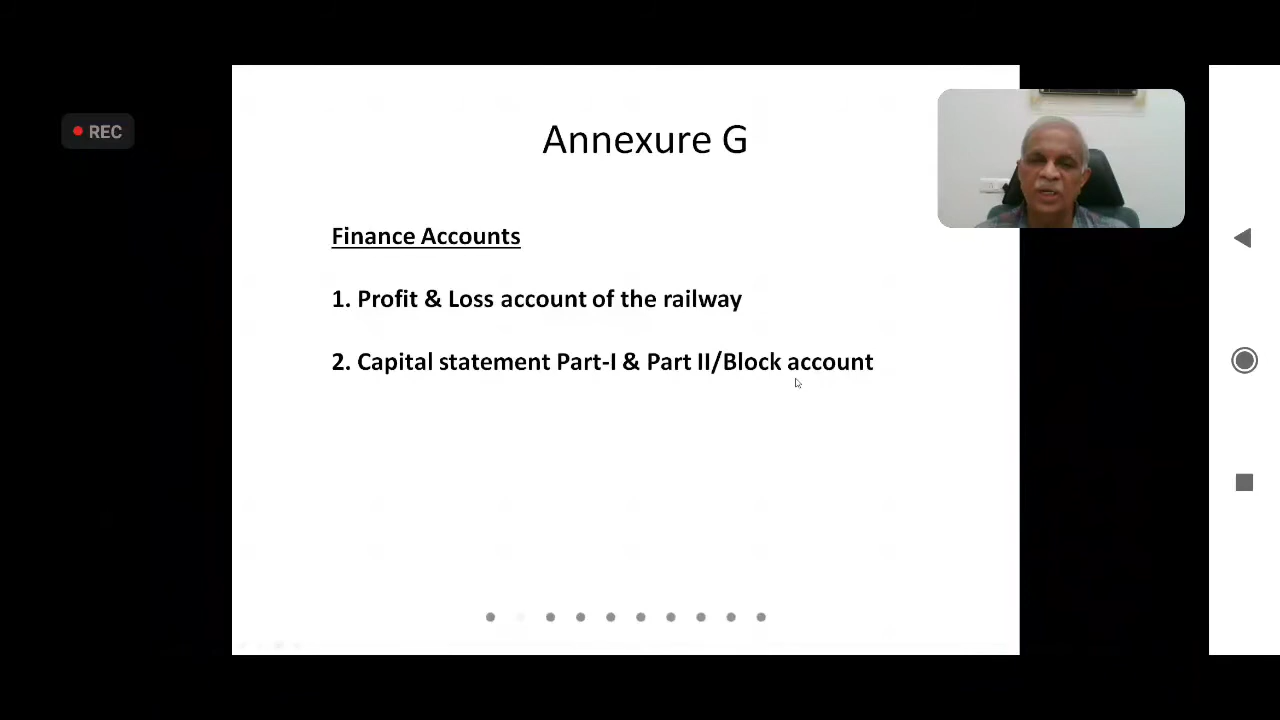 REC
Annexure G
Finance Accounts
1. Profit & Loss account of the railway
2. Capital statement Part-I & Part II/Block account